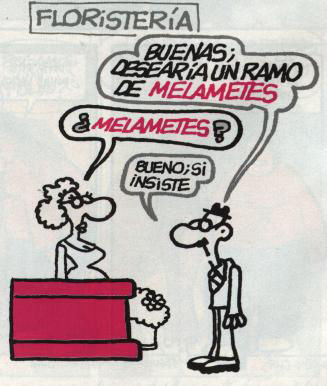 FLORiSTERÍA
BUENAS;
DESEARÍA UN RAMO
DE MELAMETES
¿MELAMETES?
BUENO; Si
iNSiSTE